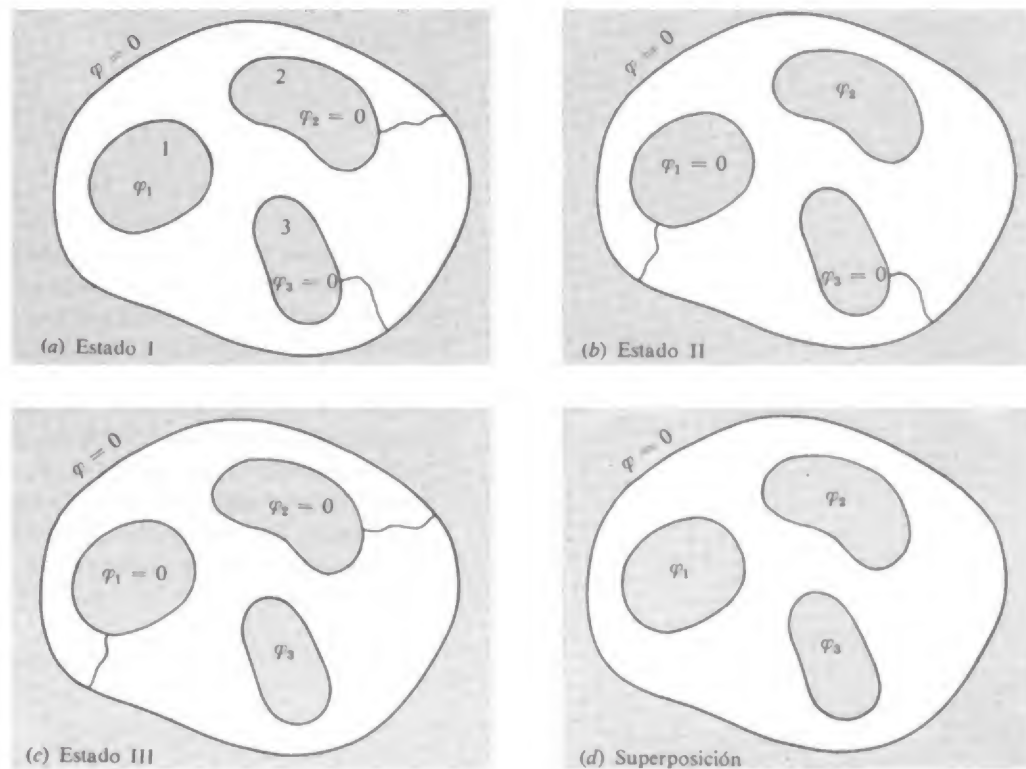 φ = 0
2
φ₂ = 0
1
φ₁
3
φ₃ = 0
(a) Estado I
φ = 0
φ₂
φ₁ = 0
φ₃ = 0
(b) Estado II
φ = 0
φ₂ = 0
φ₁ = 0
φ₃
(c) Estado III
φ = 0
φ₂
φ₁
φ₃
(d) Superposición